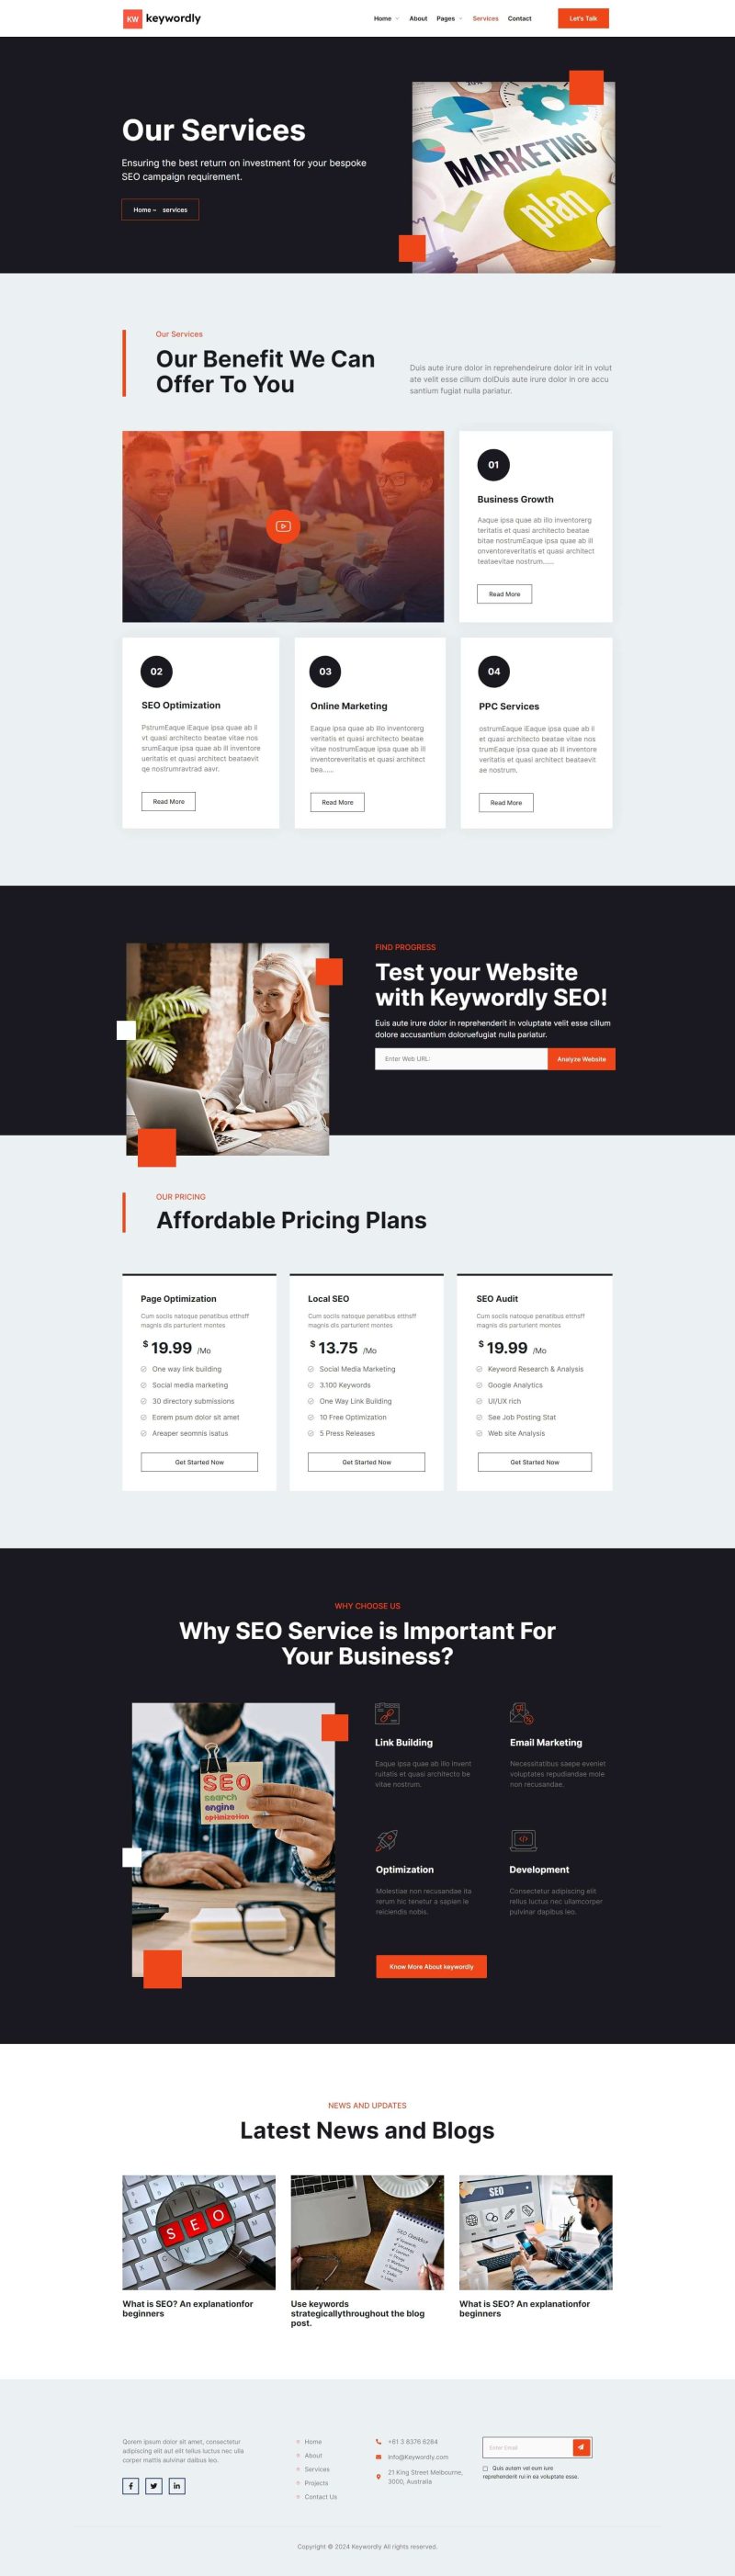 KW keywordly
Home About Pages Services Contact Let's Talk
Our Services
Ensuring the best return on investment for your bespoke
SEO campaign requirement.
Home – services
MARKETING
plan
Our Services
Our Benefit We Can
Offer To You
Duis aute irure dolor in reprehendeirure dolor irit in volut
ate velit esse cillum dolDuis aute irure dolor in ore accu
santium fugiat nulla pariatur.
01
Business Growth
Aaque ipsa quae ab illo inventorerg
teritatis et quasi architecto beatae
bitae nostrumEaque ipsa quae ab ill
onventoreveritatis et quasi architect
teataevitae nostrum......
Read More
02
SEO Optimization
PstrumEaque iEaque ipsa quae ab il
vt quasi architecto beatae vitae nos
srumEaque ipsa quae ab ill inventore
ueritatis et quasi architect beataevit
qe nostrumravtrad aavr.
Read More
03
Online Marketing
Eaque ipsa quae ab illo inventorerg
veritatis et quasi architecto beatae
vitae nostrumEaque ipsa quae ab ill
inventoreveritatis et quasi architect
bea......
Read More
04
PPC Services
ostrumEaque iEaque ipsa quae ab il
et quasi architecto beatae vitae nos
trumEaque ipsa quae ab ill inventore
veritatis et quasi architect beataevit
ae nostrum.
Read More
FIND PROGRESS
Test your Website
with Keywordly SEO!
Euis aute irure dolor in reprehenderit in voluptate velit esse cillum
dolore accusantium doloruefugiat nulla pariatur.
Enter Web URL: Analyze Website
OUR PRICING
Affordable Pricing Plans
Page Optimization
Cum sociis natoque penatibus etthsff
magnis dis parturient montes
$ 19.99 /Mo
One way link building
Social media marketing
30 directory submissions
Eorem psum dolor sit amet
Areaper seomnis isatus
Get Started Now
Local SEO
Cum sociis natoque penatibus etthsff
magnis dis parturient montes
$ 13.75 /Mo
Social Media Marketing
3.100 Keywords
One Way Link Building
10 Free Optimization
5 Press Releases
Get Started Now
SEO Audit
Cum sociis natoque penatibus etthsff
magnis dis parturient montes
$ 19.99 /Mo
Keyword Research & Analysis
Google Analytics
UI/UX rich
See Job Posting Stat
Web site Analysis
Get Started Now
WHY CHOOSE US
Why SEO Service is Important For
Your Business?
SEO
search
engine
optimization
Link Building
Eaque ipsa quae ab illo invent
ruitatis et quasi architecto be
vitae nostrum.
Email Marketing
Necessitatibus saepe eveniet
voluptates repudiandae mole
non recusandae.
Optimization
Molestiae non recusandae ita
rerum hic tenetur a sapien le
reiciendis nobis.
Development
Consectetur adipiscing elit
rellus luctus nec ullamcorper
pulvinar dapibus leo.
Know More About keywordly
NEWS AND UPDATES
Latest News and Blogs
SEO
SEO Checklist
SEO
What is SEO? An explanationfor
beginners
Use keywords
strategicallythroughout the blog
post.
What is SEO? An explanationfor
beginners
Qorem ipsum dolor sit amet, consectetur
adipiscing elit aut elit tellus luctus nec ulla
corper mattis aulvinar dalbus leo.
Home
About
Services
Projects
Contact Us
+61 3 8376 6284
info@Keywordly.com
21 King Street Melbourne,
3000, Australia
Enter Email
Quis autem vel eum iure
reprehenderit rui in ea voluptate esse.
Copyright © 2024 Keywordly All rights reserved.